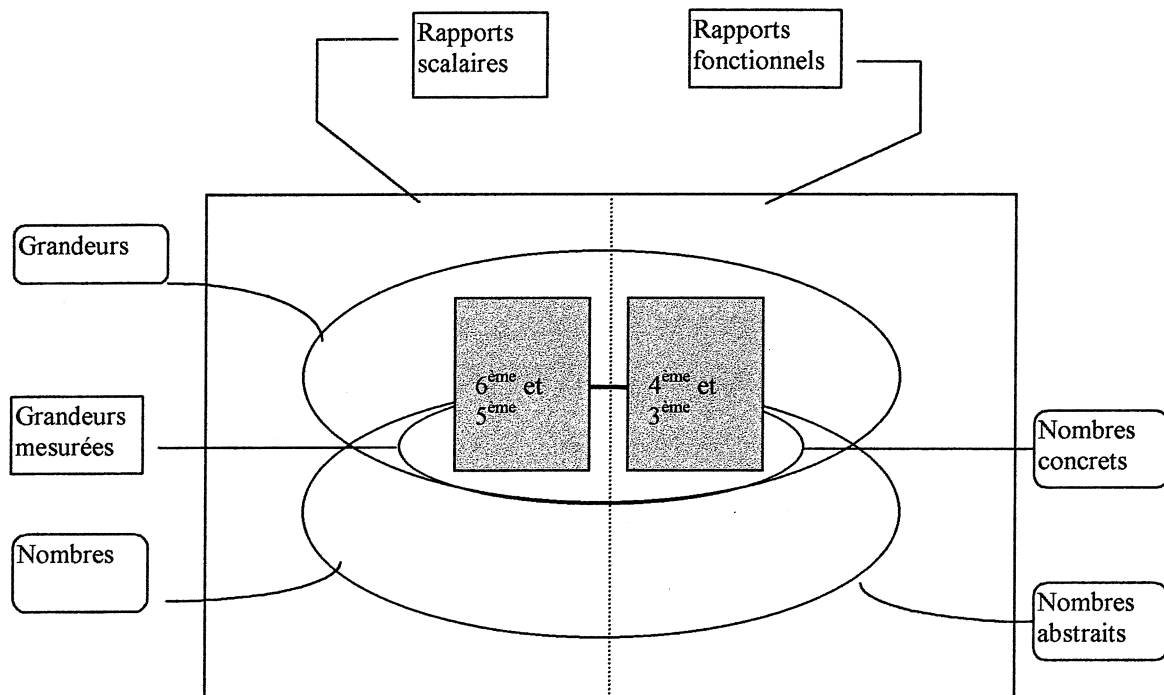 Rapports
scalaires
Rapports
fonctionnels
Grandeurs
6ème et
5ème
4ème et
3ème
Grandeurs
mesurées
Nombres
concrets
Nombres
Nombres
abstraits